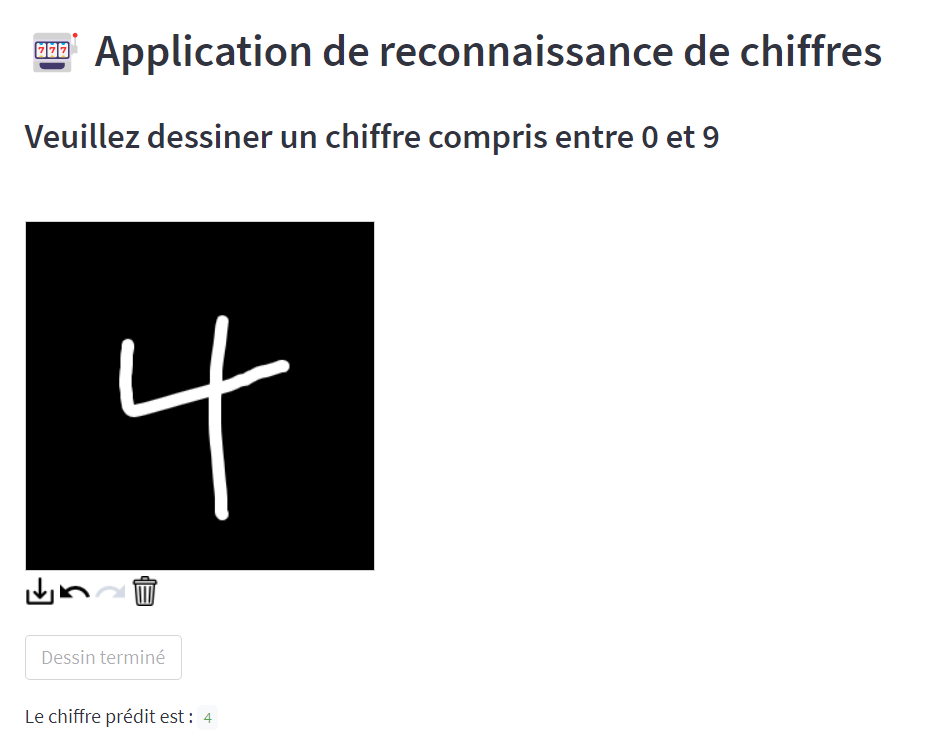 777 Application de reconnaissance de chiffres
Veuillez dessiner un chiffre compris entre 0 et 9
4
Dessin terminé
Le chiffre prédit est : 4